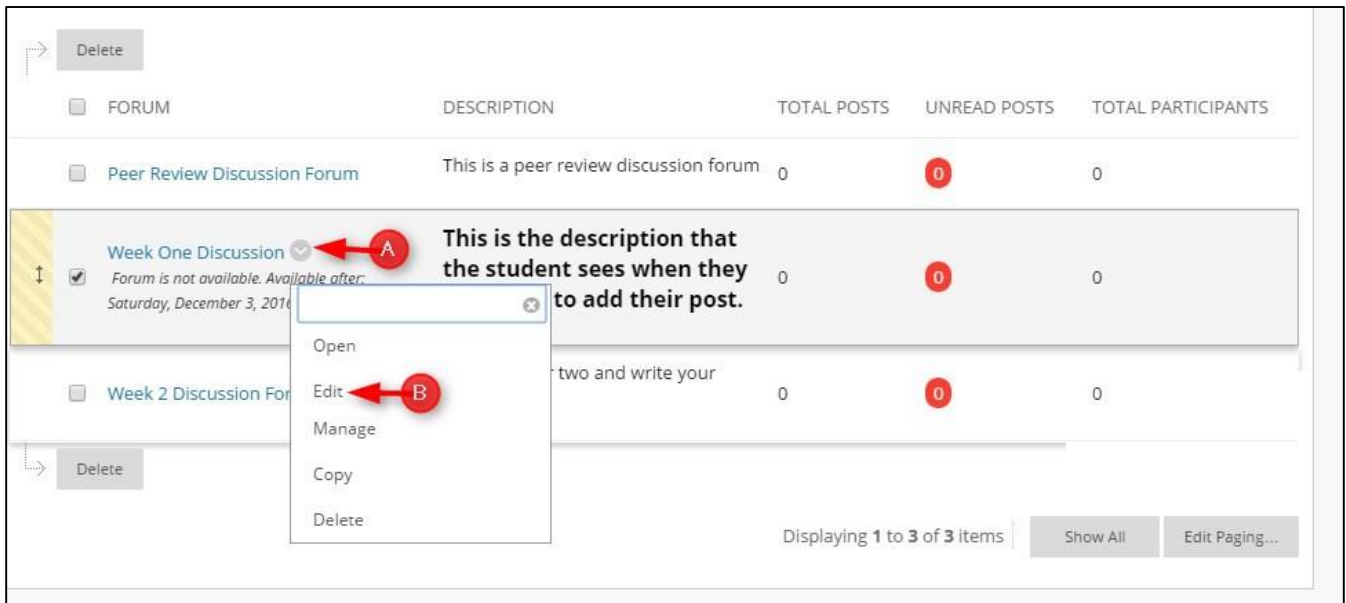 Delete
FORUM DESCRIPTION TOTAL POSTS UNREAD POSTS TOTAL PARTICIPANTS
Peer Review Discussion Forum This is a peer review discussion forum 0 0 0
Week One Discussion A
Forum is not available. Available after:
Saturday, December 3, 2016
This is the description that
the student sees when they
to add their post.
0 0 0
Open
Edit B
Manage
Copy
Delete
Week 2 Discussion For
two and write your
0 0 0
Delete
Displaying 1 to 3 of 3 items Show All Edit Paging...